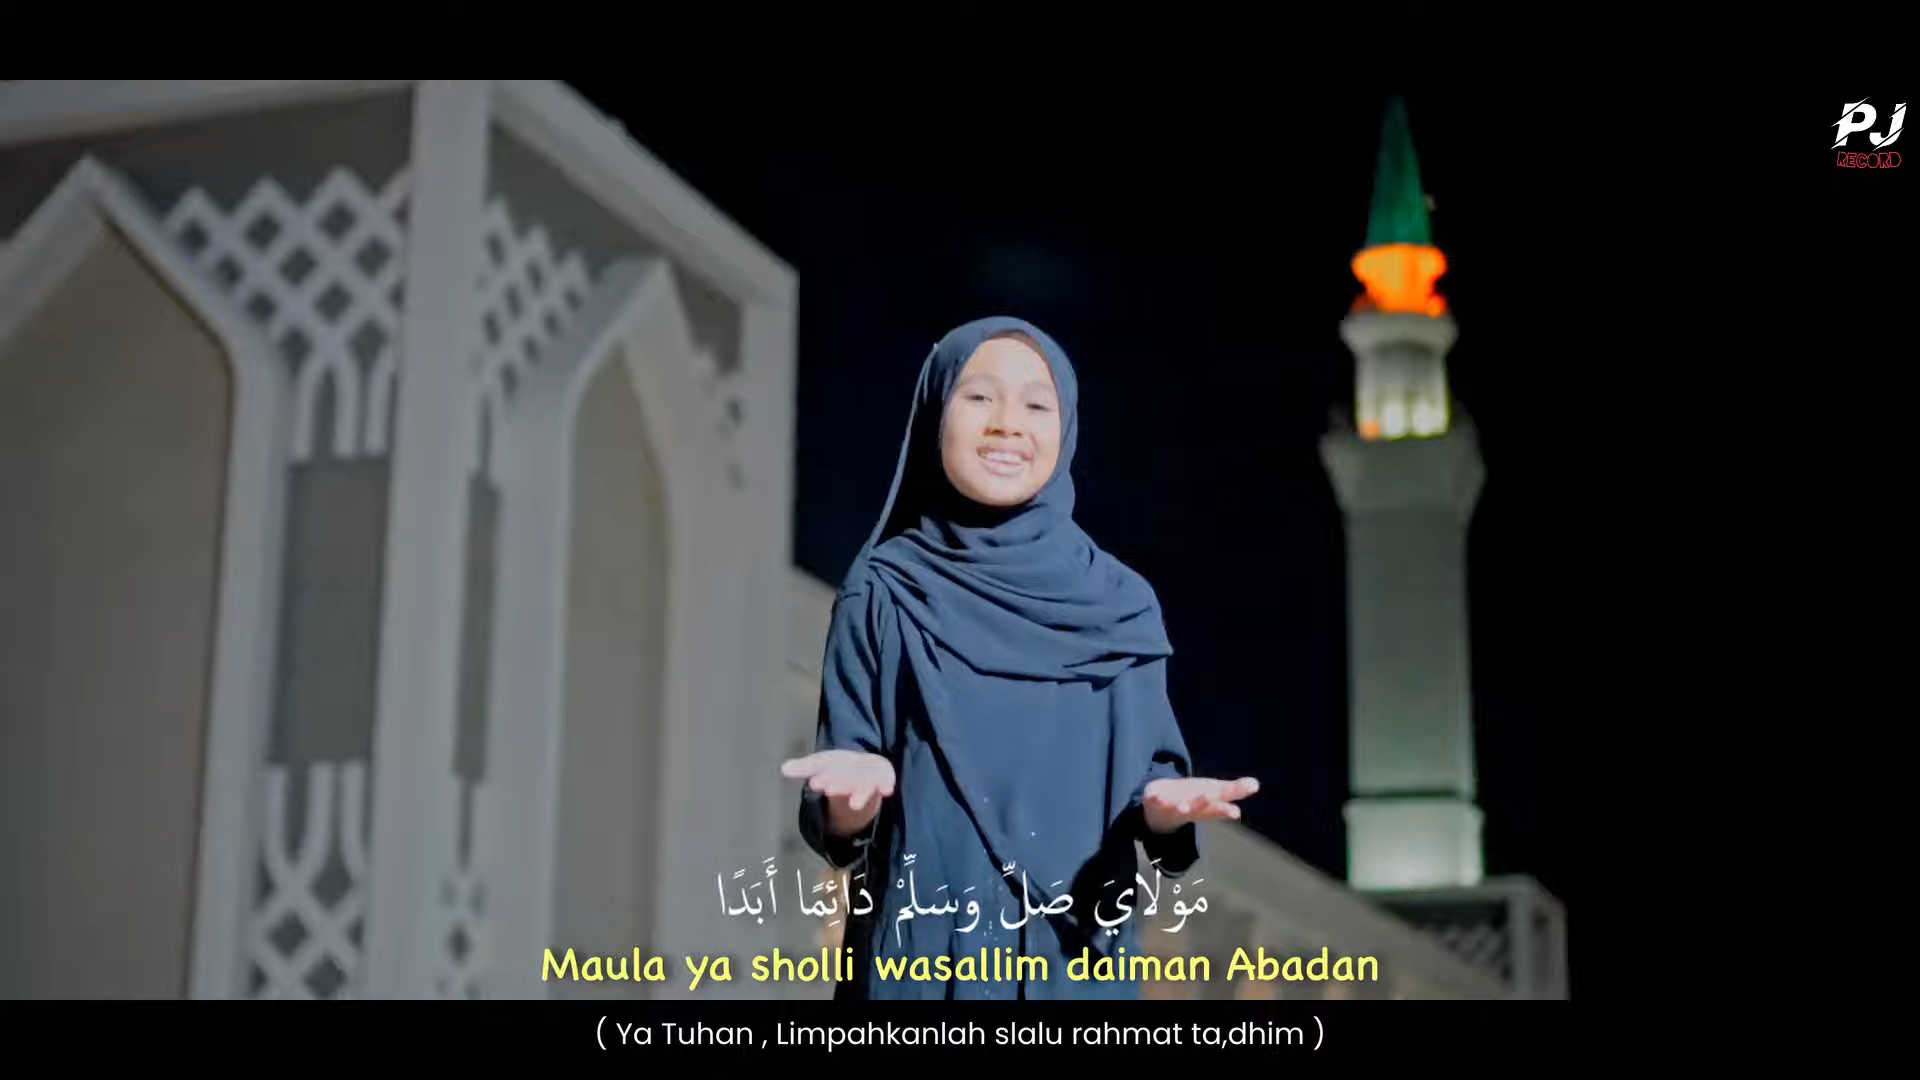 PJ
RECORD
مَوْلَايَ صَلِّ وَسَلِّمْ دَائِمًا أَبَدًا
Maula ya sholli wasallim daiman Abadan
( Ya Tuhan , Limpahkanlah slalu rahmat ta,dhim )